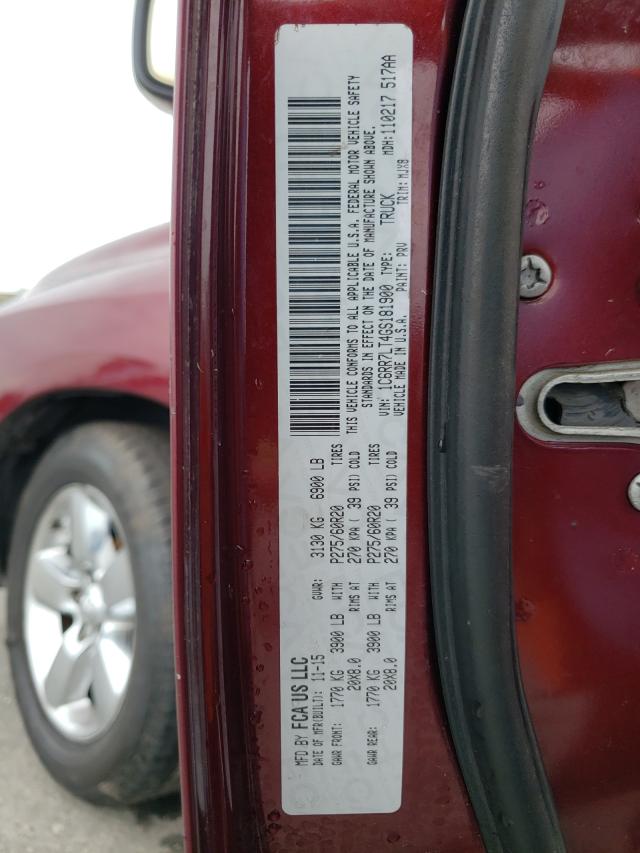 MFD BY FCA US LLC
DATE OF MFR(BUILT): 11-15 GVWR: 3130 KG 6900 LB
GAWR FRONT: 1770 KG 3900 LB WITH P275/60R20 TIRES
20X8.0 RIMS AT 270 KPA ( 39 PSI) COLD
GAWR REAR: 1770 KG 3900 LB WITH P275/60R20 TIRES
20X8.0 RIMS AT 270 KPA ( 39 PSI) COLD
THIS VEHICLE CONFORMS TO ALL APPLICABLE U.S.A. FEDERAL MOTOR VEHICLE SAFETY
STANDARDS IN EFFECT ON THE DATE OF MANUFACTURE SHOWN ABOVE.
VIN: 1C6RR7LT4GS181900 TYPE: TRUCK MDH: 110217 517AA
VEHICLE MADE IN U.S.A. PAINT: PRV TRIM: MJX8